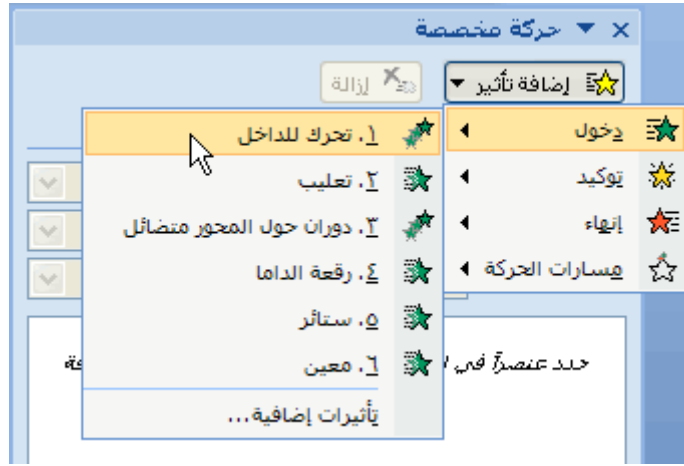 حركة مخصصة
إضافة تأثير
إزالة
دخول
توكيد
إنهاء
مسارات الحركة
١. تحرك للداخل
٢. تعليب
٣. دوران حول المحور متضائل
٤. رقعة الداما
٥. ستائر
٦. معين
تأثيرات إضافية...
حدد عنصراً في